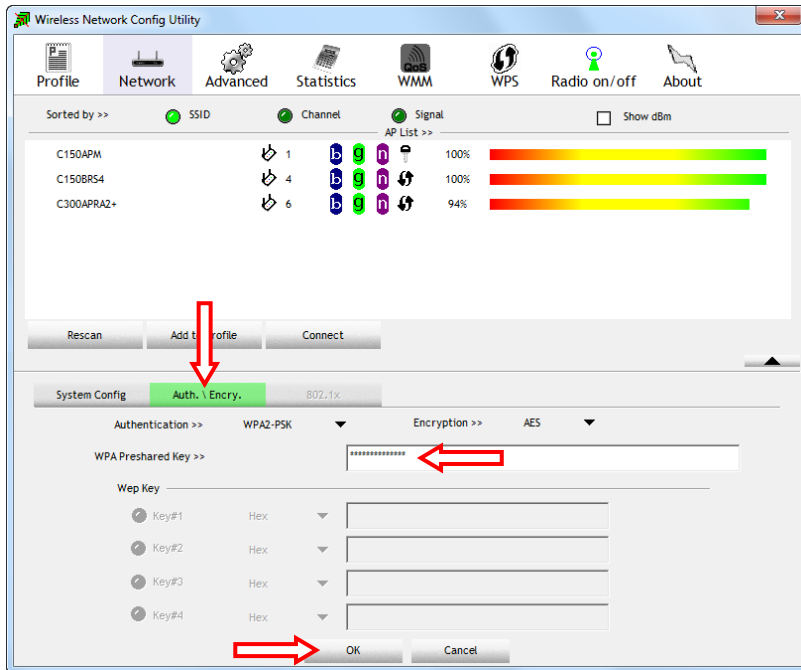 Wireless Network Config Utility
Profile Network Advanced Statistics QoS WMM WPS Radio on/off About
Sorted by >> SSID Channel Signal Show dBm
AP List >>
C150APM 1 b g n 100%
C150BRS4 4 b g n 100%
C300APRA2+ 6 b g n 94%
Rescan Add to Profile Connect
System Config Auth. \ Encry. 802.1x
Authentication >> WPA2-PSK Encryption >> AES
WPA Preshared Key >> **************
Wep Key
Key#1 Hex
Key#2 Hex
Key#3 Hex
Key#4 Hex
OK Cancel